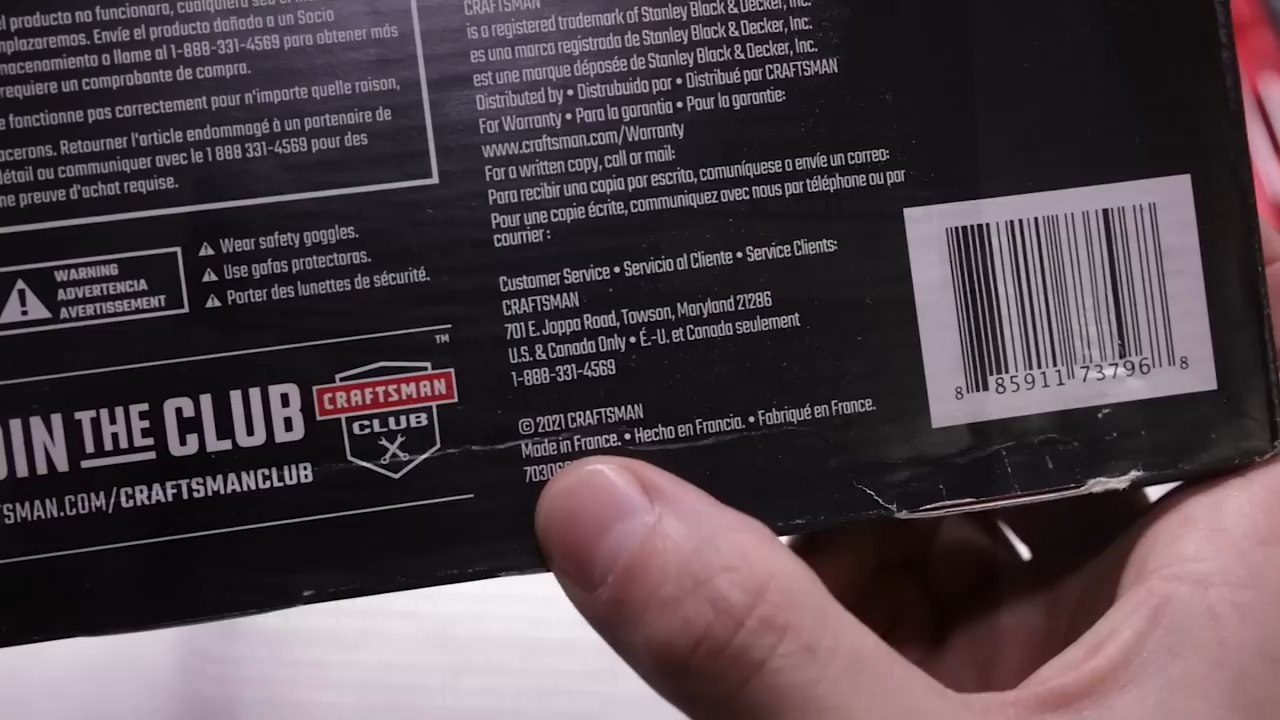 el producto no funcionara, cualquiera sea el
mplazaremos. Envíe el producto dañado a un Socio
macenamiento o llame al 1-888-331-4569 para obtener más
requiere un comprobante de compra.
e fonctionne pas correctement pour n'importe quelle raison,
acerons. Retourner l'article endommagé à un partenaire de
détail ou communiquer avec le 1 888 331-4569 pour des
ne preuve d'achat requise.
WARNING
ADVERTENCIA
AVERTISSEMENT
Wear safety goggles.
Use gafas protectoras.
Porter des lunettes de sécurité.
OIN THE CLUB
CRAFTSMAN
CLUB
™
SMAN.COM/CRAFTSMANCLUB
CRAFTSMAN
is a registered trademark of Stanley Black & Decker, Inc.
es una marca registrada de Stanley Black & Decker, Inc.
est une marque déposée de Stanley Black & Decker, Inc.
Distributed by • Distrubuido por • Distribué par CRAFTSMAN
For Warranty • Para la garantia • Pour la garantie:
www.craftsman.com/Warranty
For a written copy, call or mail:
Para recibir una copia por escrito, comuníquese o envíe un correo:
Pour une copie écrite, communiquez avec nous par téléphone ou par
courrier :
Customer Service • Servicio al Cliente • Service Clients:
CRAFTSMAN
701 E. Joppa Road, Towson, Maryland 21286
U.S. & Canada Only • É.-U. et Canada seulement
1-888-331-4569
© 2021 CRAFTSMAN
Made in France. • Hecho en Francia. • Fabriqué en France.
7030
8 85911 73796 8